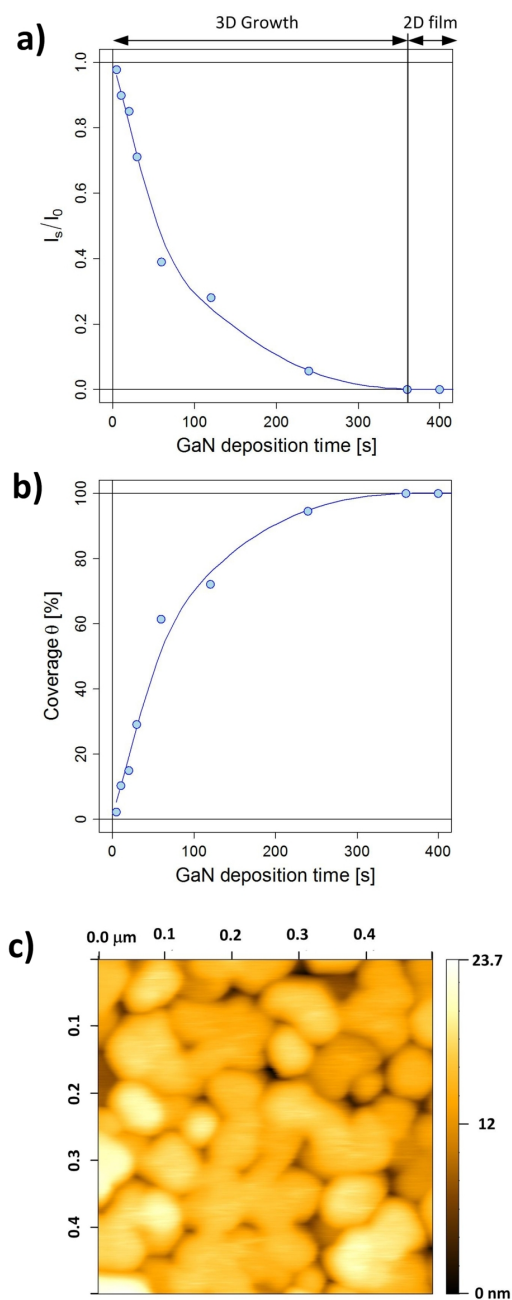 3D Growth 2D film
a)
1.0
0.8
0.6
0.4
0.2
0.0
Is/I0
0 100 200 300 400
GaN deposition time [s]
b)
100
80
60
40
20
0
Coverage θ [%]
0 100 200 300 400
GaN deposition time [s]
c)
0.0 µm 0.1 0.2 0.3 0.4
0.1
0.2
0.3
0.4
23.7
12
0 nm